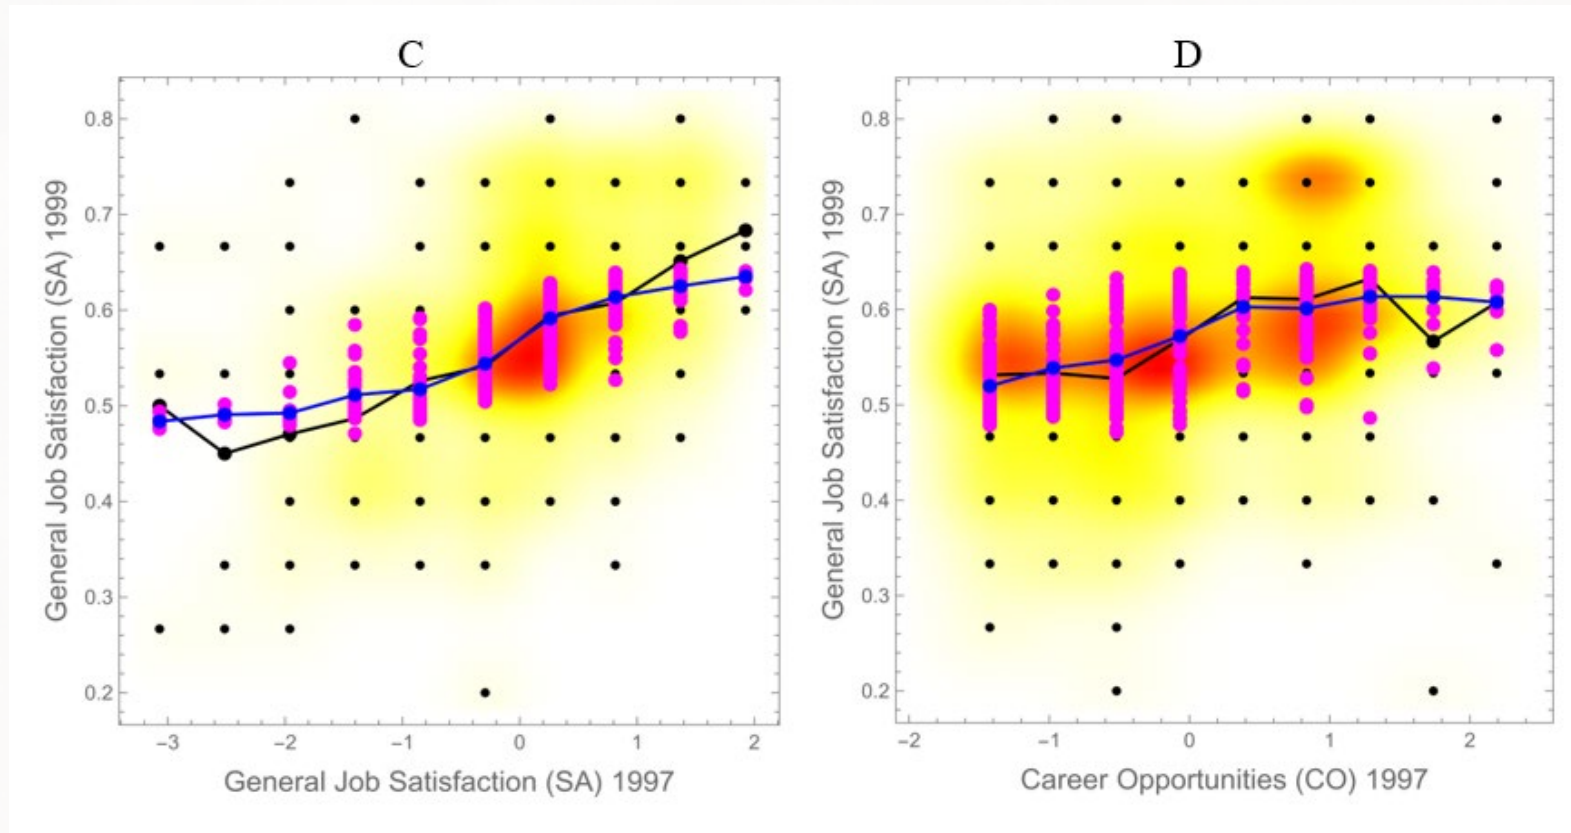 C
0.8
0.7
0.6
0.5
0.4
0.3
0.2
General Job Satisfaction (SA) 1999
−3 −2 −1 0 1 2
General Job Satisfaction (SA) 1997
D
0.8
0.7
0.6
0.5
0.4
0.3
0.2
General Job Satisfaction (SA) 1999
−2 −1 0 1 2
Career Opportunities (CO) 1997